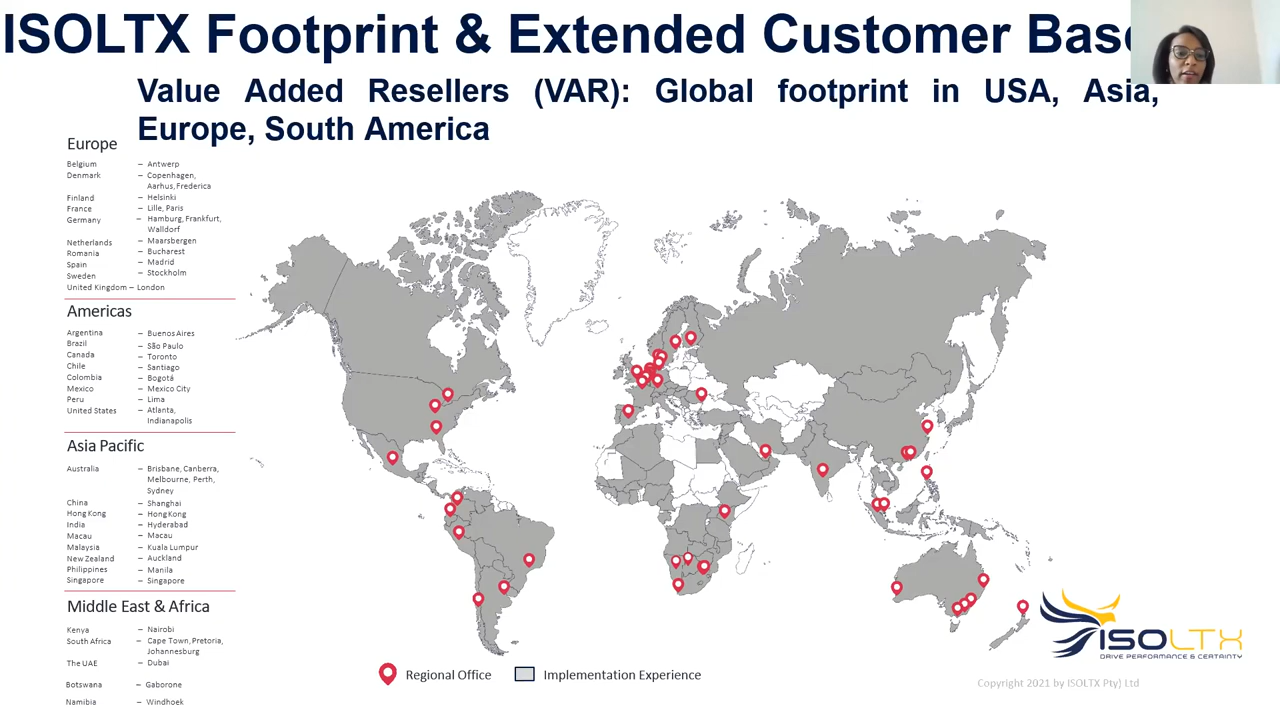 ISOLTX Footprint & Extended Customer Base
Value Added Resellers (VAR): Global footprint in USA, Asia,
Europe, South America
Europe
Belgium – Antwerp
Denmark – Copenhagen,
Aarhus, Frederica
Finland – Helsinki
France – Lille, Paris
Germany – Hamburg, Frankfurt,
Walldorf
Netherlands – Maarsbergen
Romania – Bucharest
Spain – Madrid
Sweden – Stockholm
United Kingdom – London
Americas
Argentina – Buenos Aires
Brazil – São Paulo
Canada – Toronto
Chile – Santiago
Colombia – Bogotá
Mexico – Mexico City
Peru – Lima
United States – Atlanta,
Indianapolis
Asia Pacific
Australia – Brisbane, Canberra,
Melbourne, Perth,
Sydney
China – Shanghai
Hong Kong – Hong Kong
India – Hyderabad
Macau – Macau
Malaysia – Kuala Lumpur
New Zealand – Auckland
Philippines – Manila
Singapore – Singapore
Middle East & Africa
Kenya – Nairobi
South Africa – Cape Town, Pretoria,
Johannesburg
The UAE – Dubai
Botswana – Gaborone
Namibia – Windhoek
Regional Office
Implementation Experience
ISOLTX
DRIVE PERFORMANCE & CERTAINTY
Copyright 2021 by ISOLTX Pty) Ltd